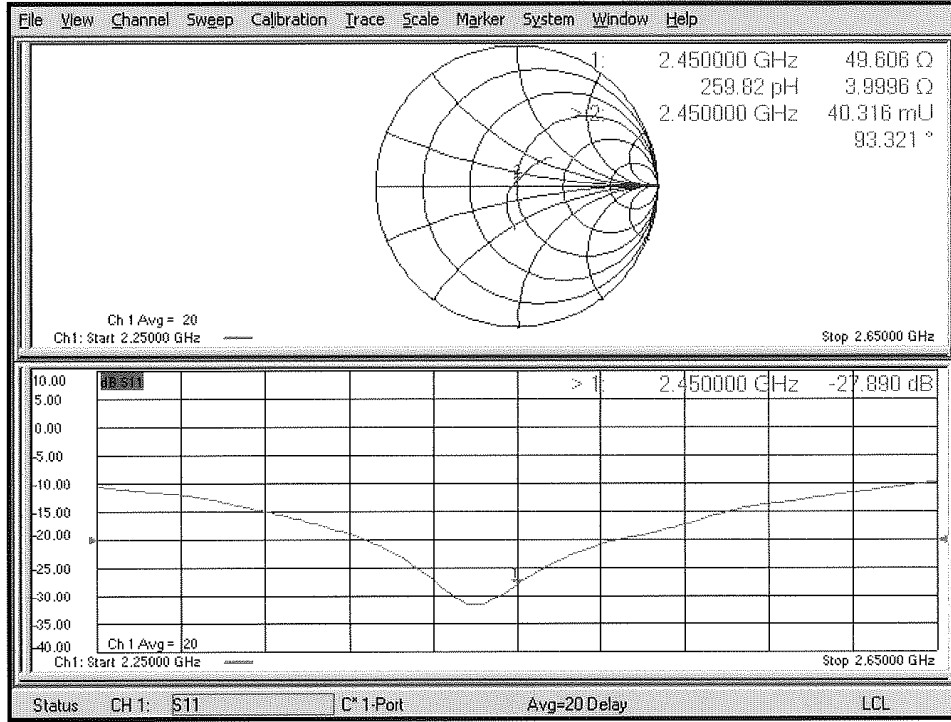 File View Channel Sweep Calibration Trace Scale Marker System Window Help
1: 2.450000 GHz 49.606 Ω
259.82 pH 3.9996 Ω
> 2: 2.450000 GHz 40.316 mU
93.321 °
Ch 1 Avg = 20
Ch1: Start 2.25000 GHz
Stop 2.65000 GHz
10.00 dB S11
> 1: 2.450000 GHz -27.890 dB
5.00
0.00
-5.00
-10.00
-15.00
-20.00
-25.00
1
-30.00
-35.00
-40.00
Ch 1 Avg = 20
Ch1: Start 2.25000 GHz
Stop 2.65000 GHz
Status CH 1: S11 C* 1-Port Avg=20 Delay LCL